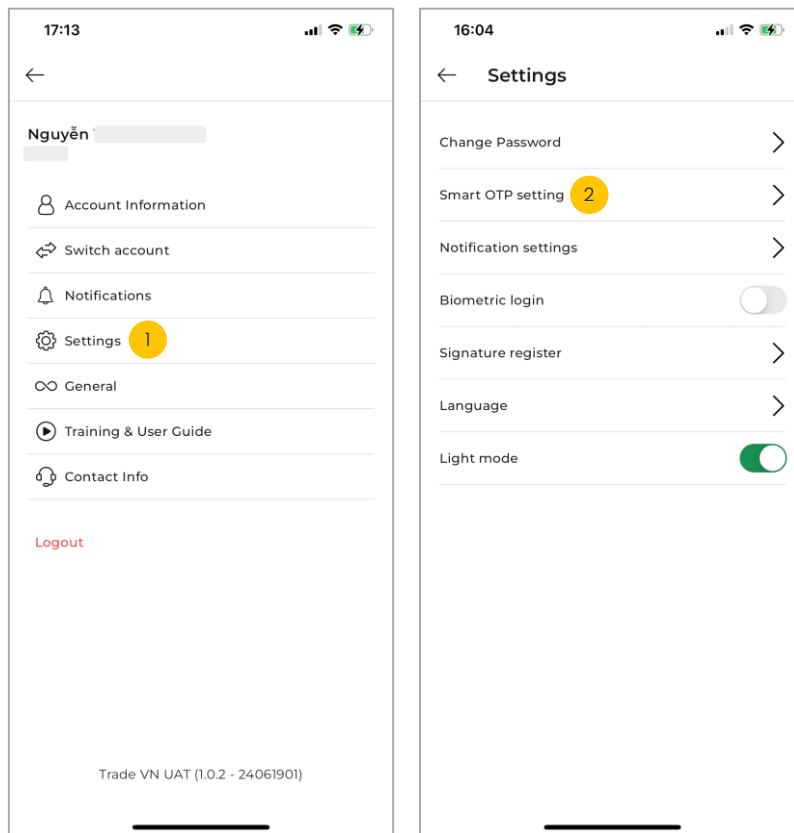 17:13
Nguyễn
Account Information
Switch account
Notifications
Settings 1
General
Training & User Guide
Contact Info
Logout
Trade VN UAT (1.0.2 - 24061901)
16:04
Settings
Change Password
Smart OTP setting 2
Notification settings
Biometric login
Signature register
Language
Light mode